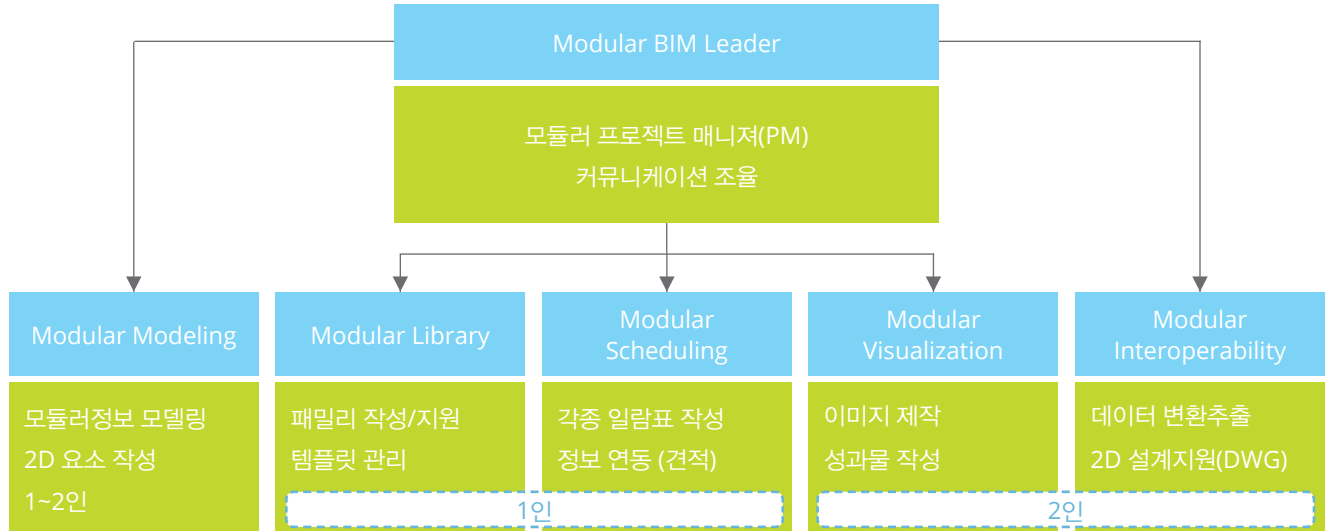 Modular BIM Leader
모듈러 프로젝트 매니져(PM)
커뮤니케이션 조율
Modular Modeling
모듈러정보 모델링
2D 요소 작성
1~2인
Modular Library
패밀리 작성/지원
템플릿 관리
Modular
Scheduling
각종 일람표 작성
정보 연동 (견적)
1인
Modular
Visualization
이미지 제작
성과물 작성
Modular
Interoperability
데이터 변환추출
2D 설계지원(DWG)
2인